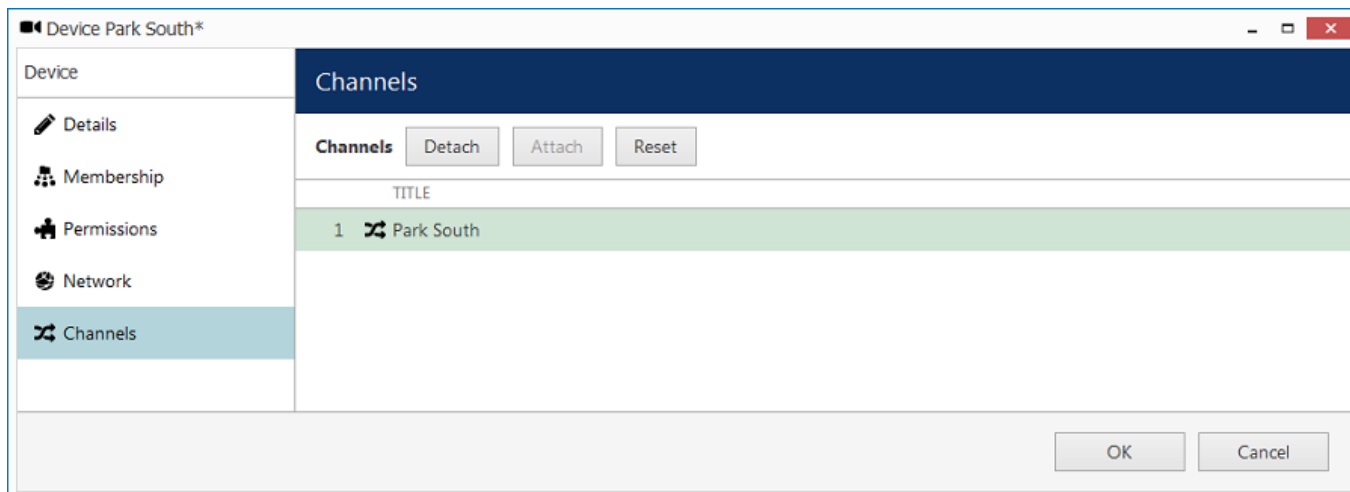 Device Park South*
Device
Details
Membership
Permissions
Network
Channels
Channels
Channels Detach Attach Reset
TITLE
1 Park South
OK Cancel